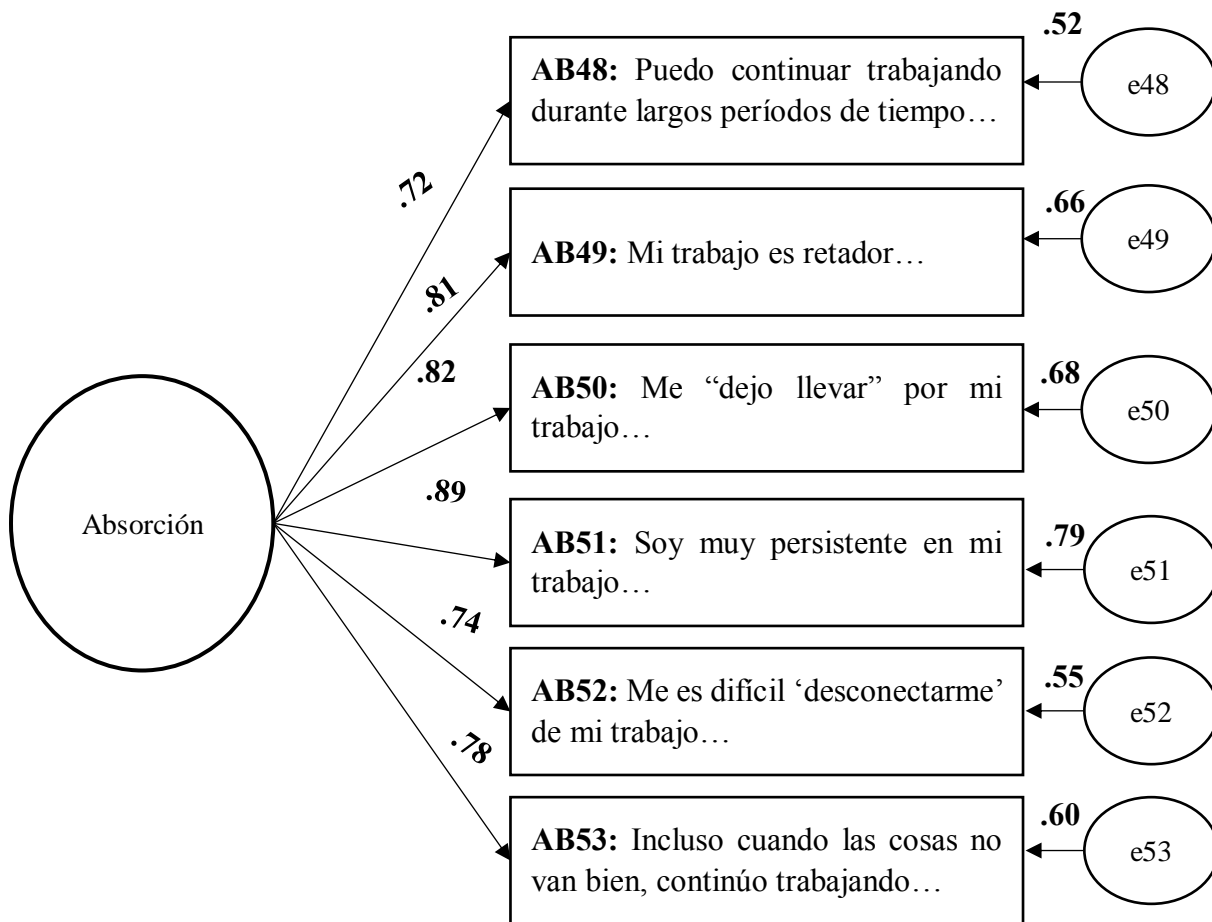 .52
AB48: Puedo continuar trabajando
durante largos períodos de tiempo…
e48
.72
.66
AB49: Mi trabajo es retador…
e49
.81
.82
.68
AB50: Me “dejo llevar” por mi
trabajo…
e50
.89
Absorción
.79
AB51: Soy muy persistente en mi
trabajo…
e51
.74
.55
AB52: Me es difícil ‘desconectarme’
de mi trabajo…
e52
.78
.60
AB53: Incluso cuando las cosas no
van bien, continúo trabajando…
e53